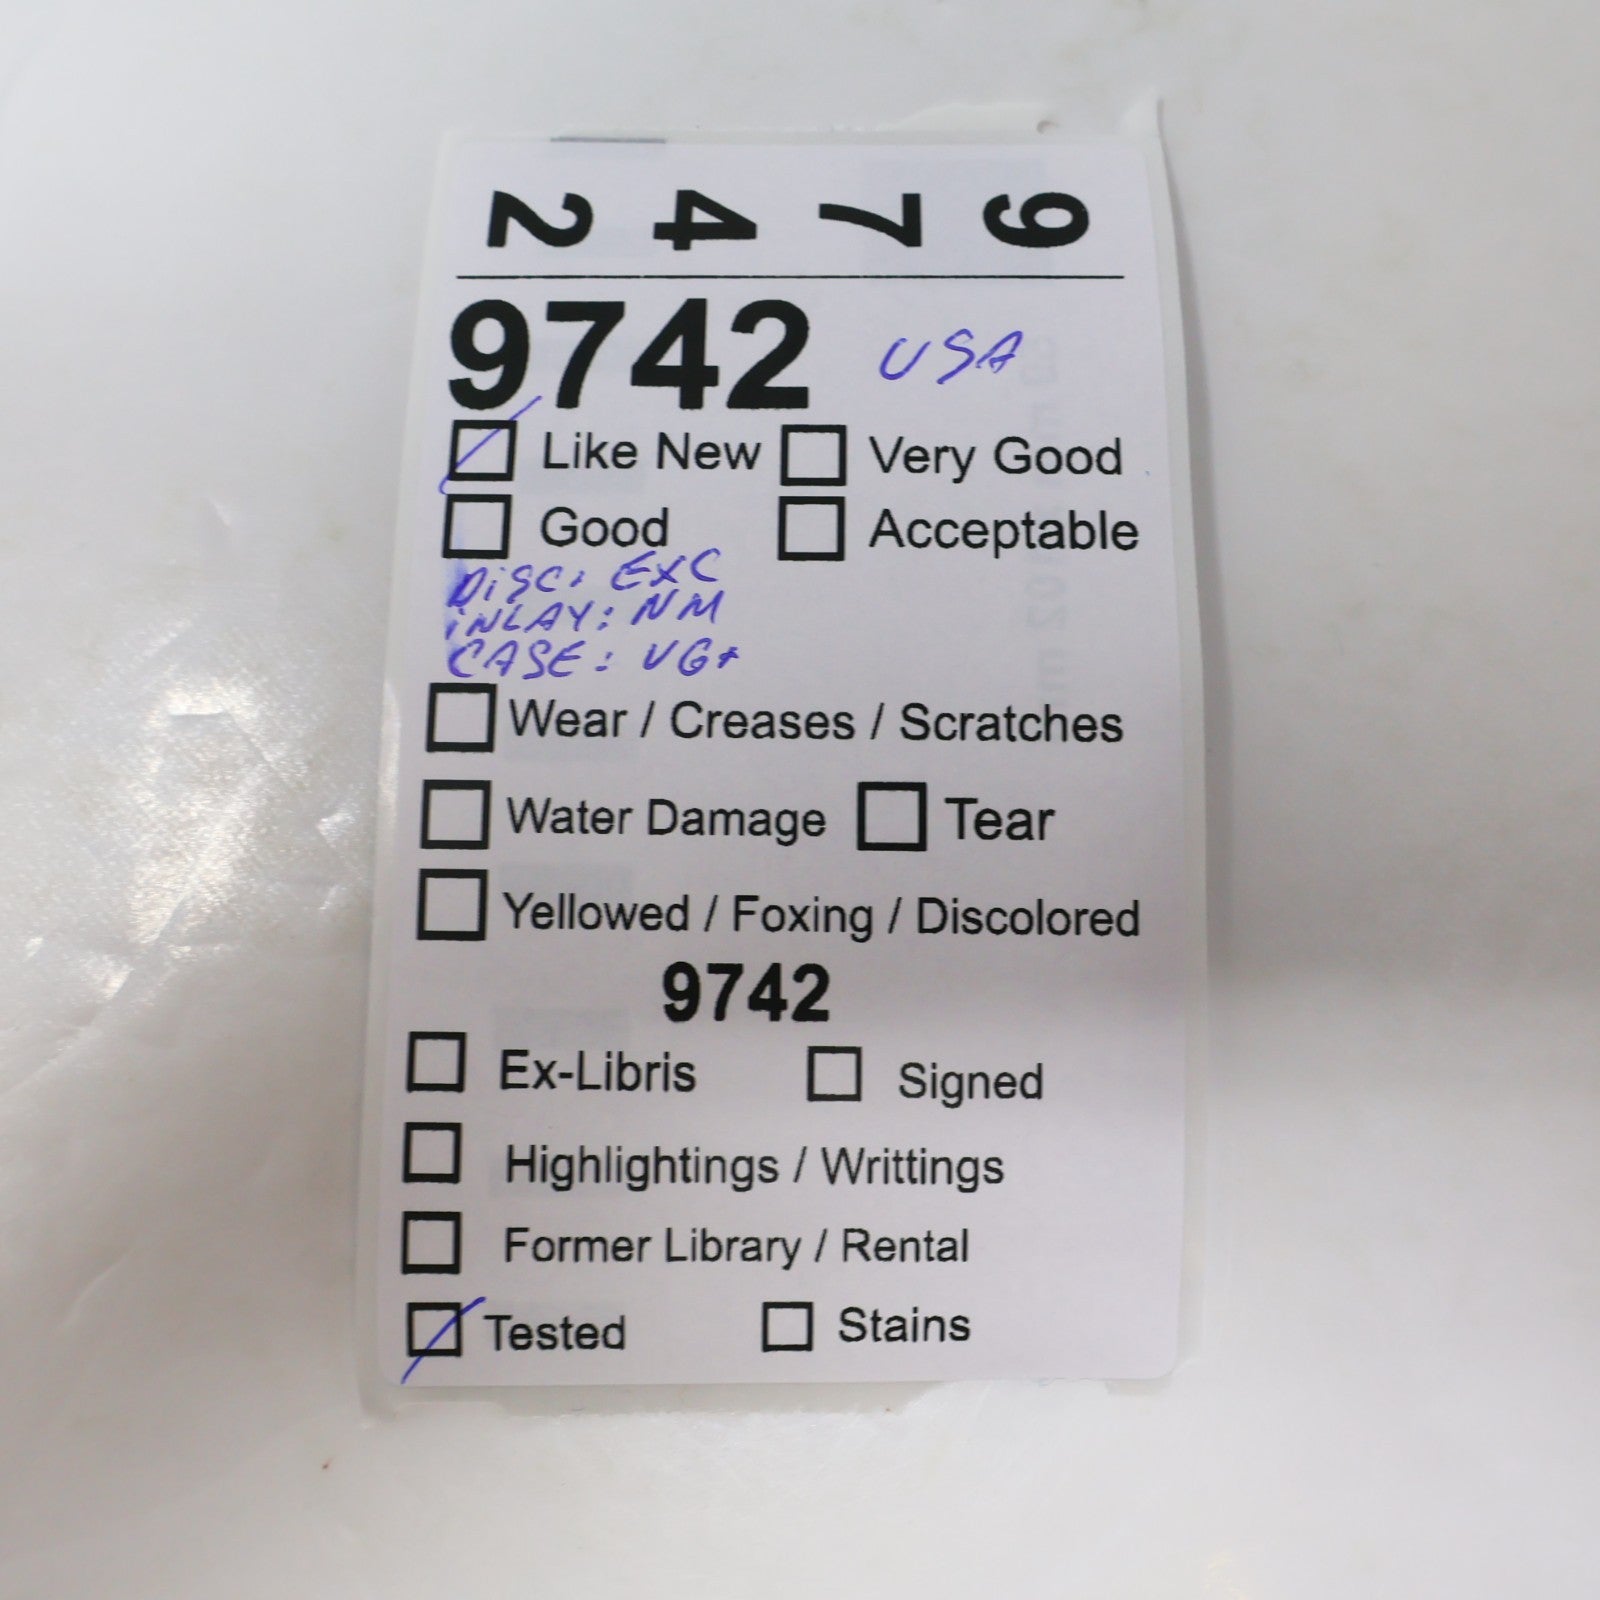 9 7 4 2
9742 USA
Like New Very Good
Good Acceptable
DISC: EXC
INLAY: NM
CASE: VG+
Wear / Creases / Scratches
Water Damage Tear
Yellowed / Foxing / Discolored
9742
Ex-Libris Signed
Highlightings / Writtings
Former Library / Rental
Tested Stains